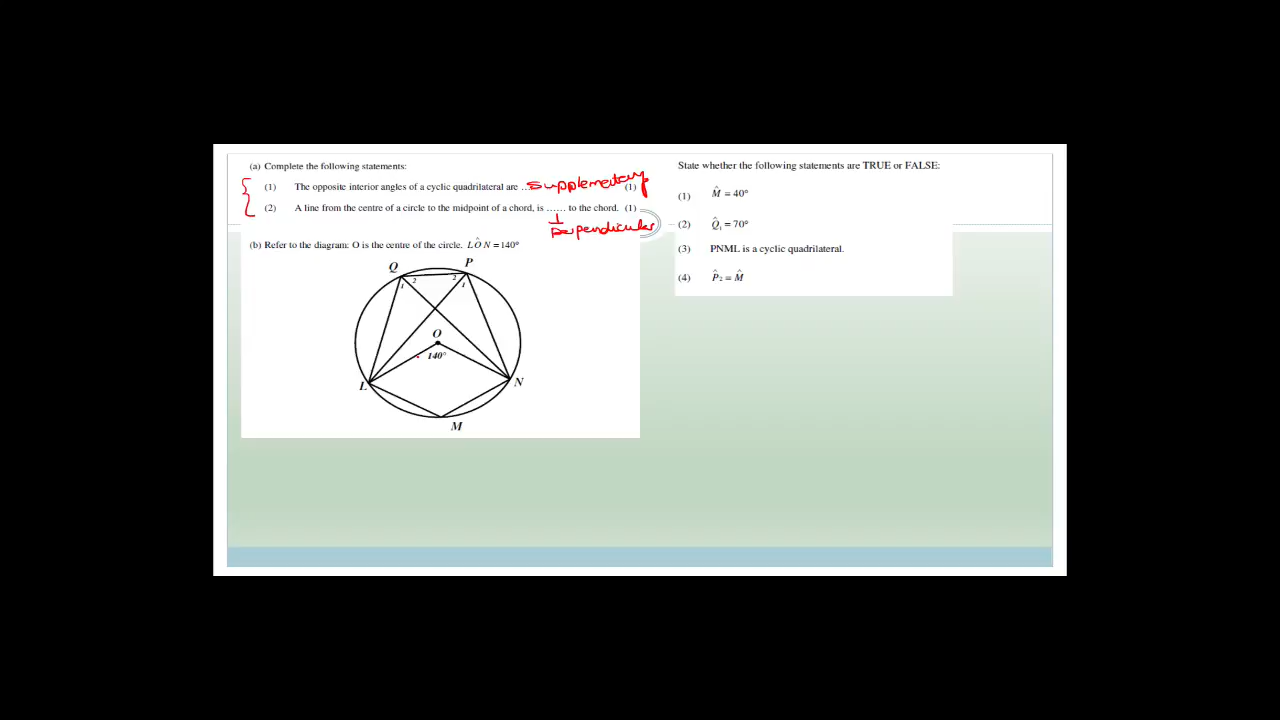 (a) Complete the following statements:
(1) The opposite interior angles of a cyclic quadrilateral are ... supplementary (1)
(2) A line from the centre of a circle to the midpoint of a chord, is ...... to the chord. (1)
⊥
Perpendicular
(b) Refer to the diagram: O is the centre of the circle. LÔN = 140°
Q
P
1
2
2
1
O
140°
L
N
M
State whether the following statements are TRUE or FALSE:
(1) M̂ = 40°
(2) Q̂₁ = 70°
(3) PNML is a cyclic quadrilateral.
(4) P̂₂ = M̂